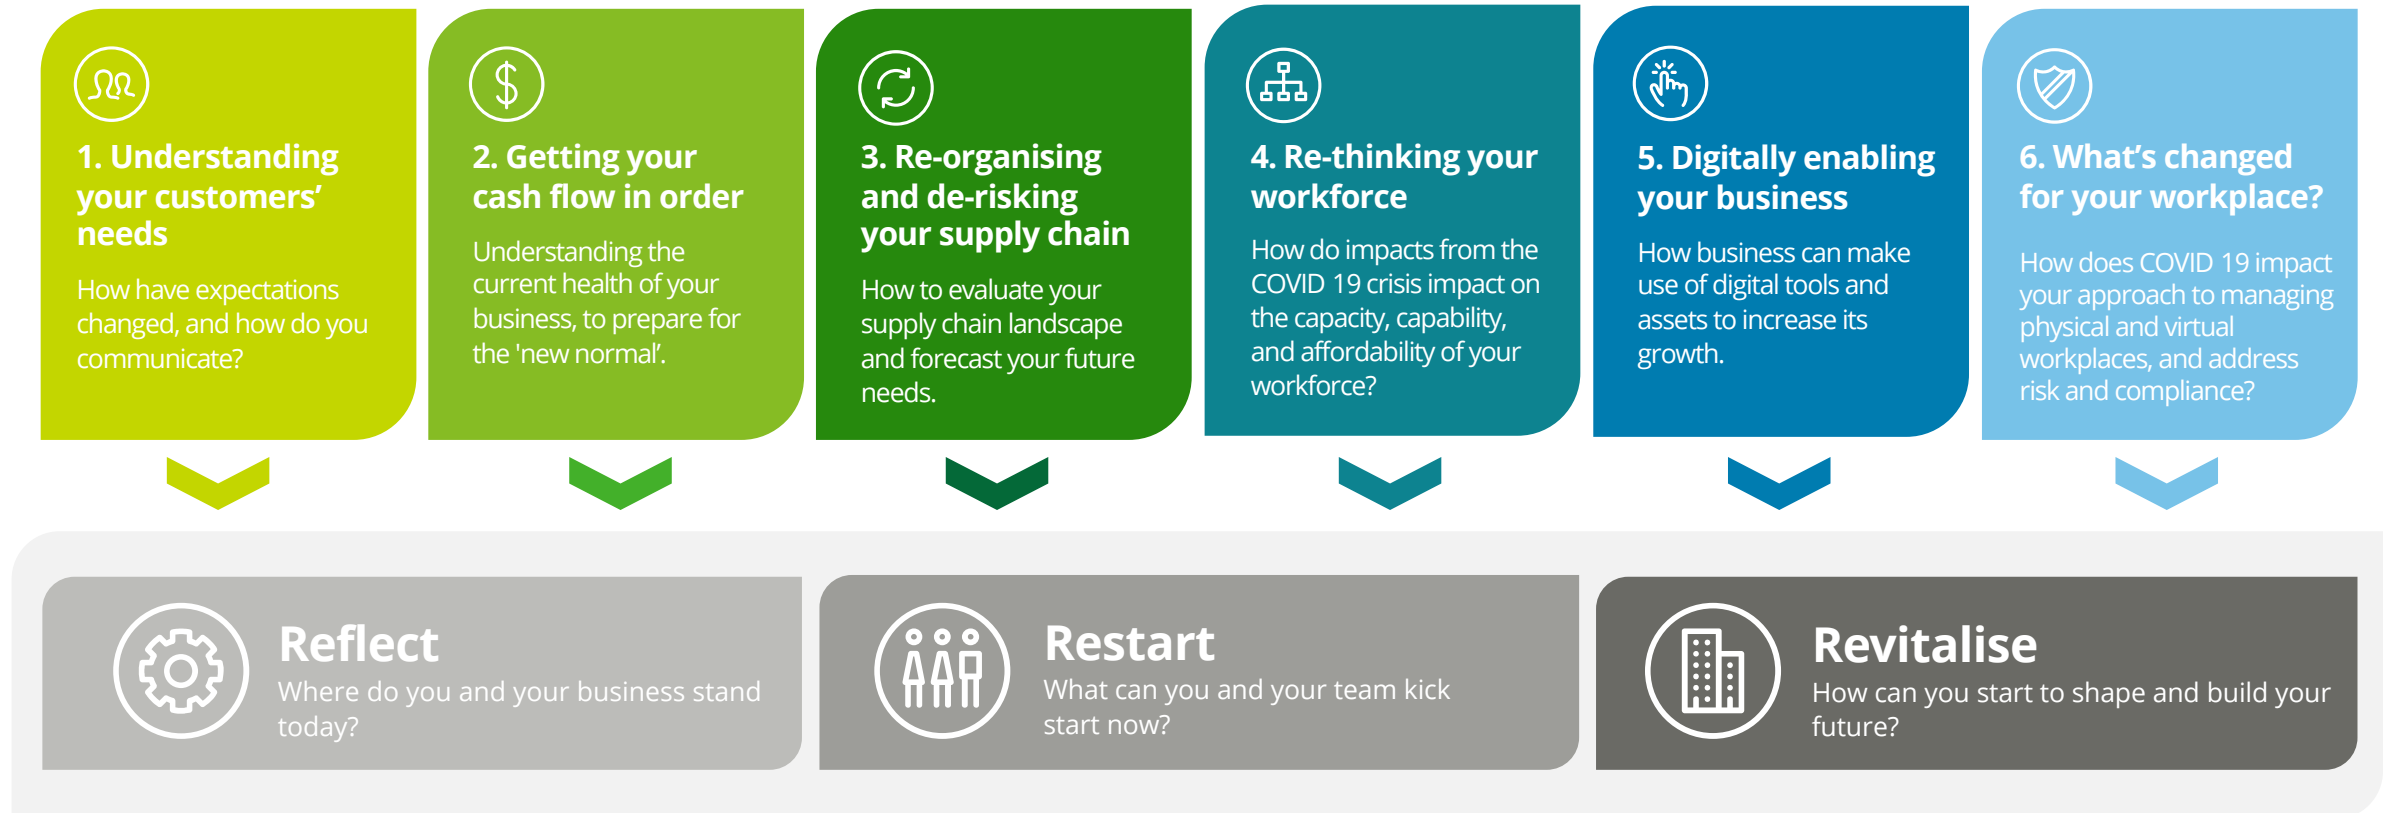 1. Understanding
your customers’
needs
How have expectations
changed, and how do you
communicate?
2. Getting your
cash flow in order
Understanding the
current health of your
business, to prepare for
the 'new normal’.
3. Re-organising
and de-risking
your supply chain
How to evaluate your
supply chain landscape
and forecast your future
needs.
4. Re-thinking your
workforce
How do impacts from the
COVID 19 crisis impact on
the capacity, capability,
and affordability of your
workforce?
5. Digitally enabling
your business
How business can make
use of digital tools and
assets to increase its
growth.
6. What’s changed
for your workplace?
How does COVID 19 impact
your approach to managing
physical and virtual
workplaces, and address
risk and compliance?
Reflect
Where do you and your business stand
today?
Restart
What can you and your team kick
start now?
Revitalise
How can you start to shape and build your
future?